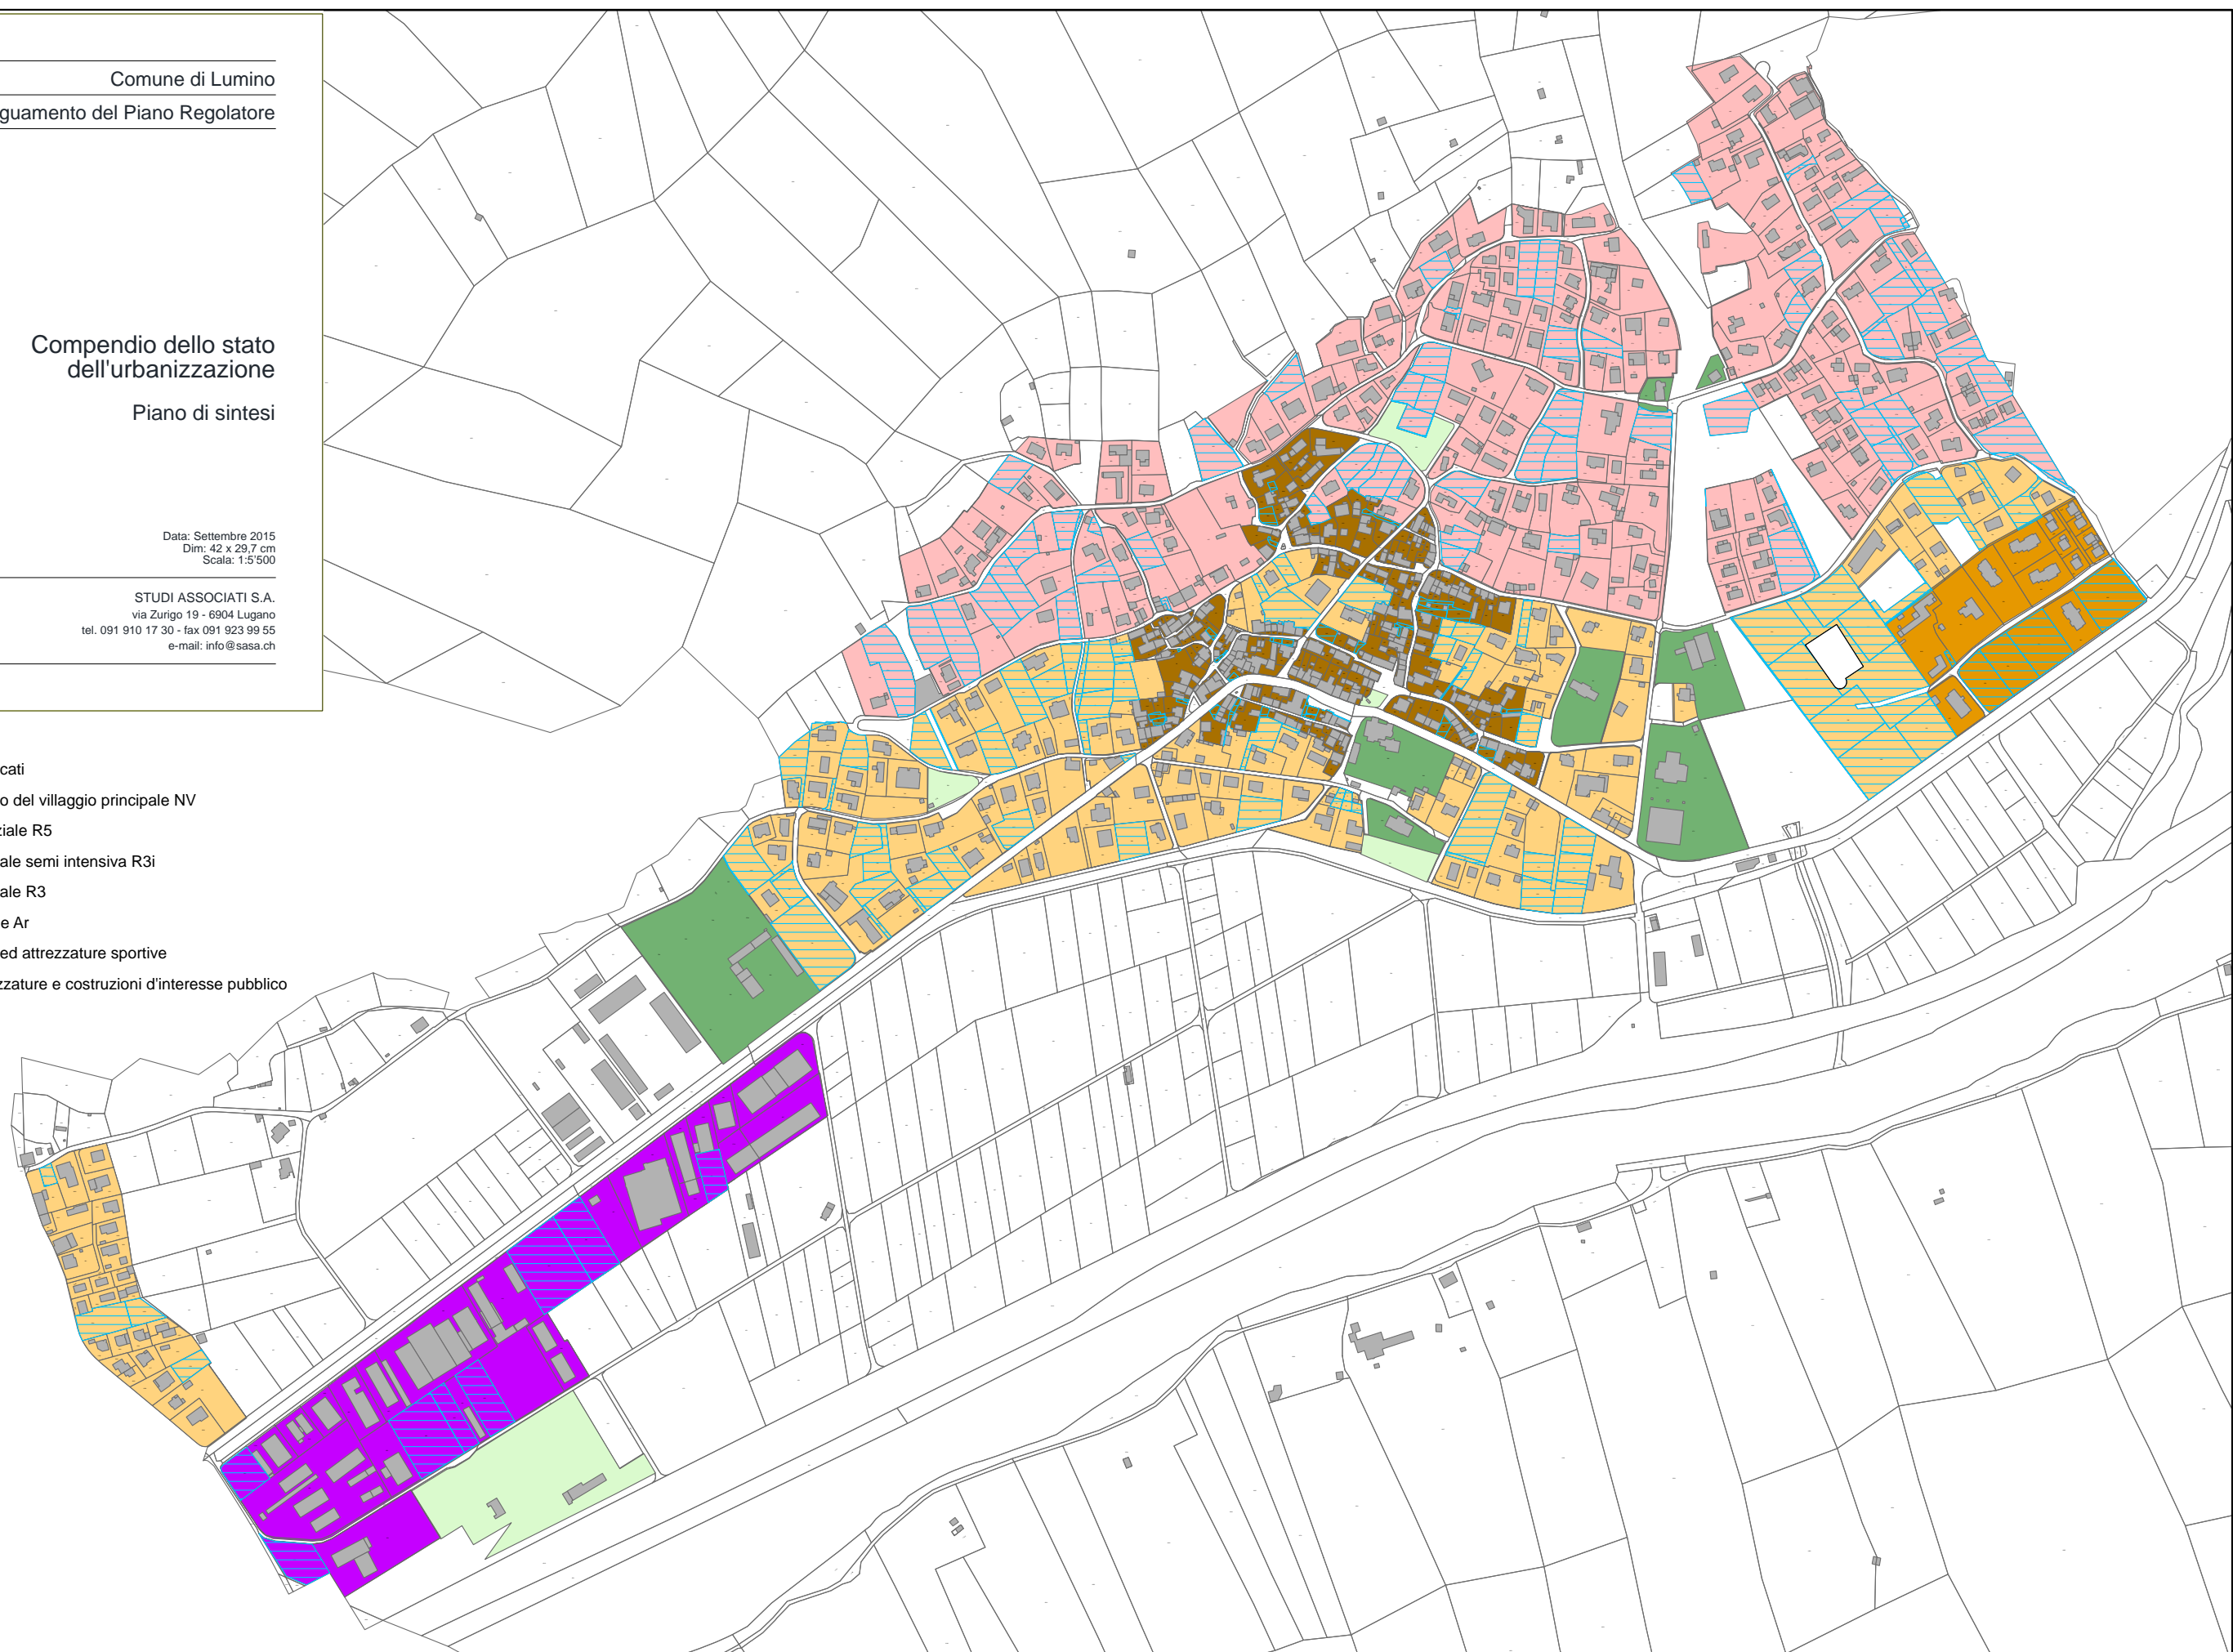 Comune di Lumino
guamento del Piano Regolatore
Compendio dello stato
dell'urbanizzazione
Piano di sintesi
Data: Settembre 2015
Dim: 42 x 29,7 cm
Scala: 1:5'500
STUDI ASSOCIATI S.A.
via Zurigo 19 - 6904 Lugano
tel. 091 910 17 30 - fax 091 923 99 55
e-mail: info@sasa.ch
cati
o del villaggio principale NV
ziale R5
ale semi intensiva R3i
ale R3
e Ar
ed attrezzature sportive
zzature e costruzioni d'interesse pubblico